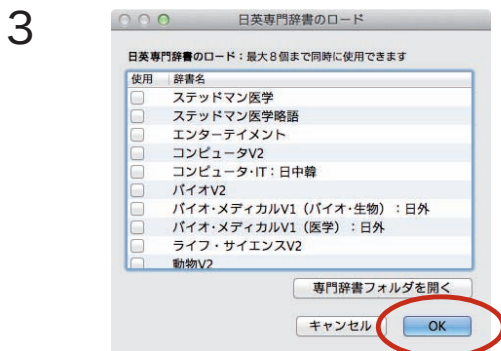 3
日英専門辞書のロード
日英専門辞書のロード：最大8個まで同時に使用できます
使用 辞書名
ステッドマン医学
ステッドマン医学略語
エンターテイメント
コンピュータV2
コンピュータ・IT：日中韓
バイオV2
バイオ・メディカルV1（バイオ・生物）：日外
バイオ・メディカルV1（医学）：日外
ライフ・サイエンスV2
動物V2
専門辞書フォルダを開く
キャンセル OK